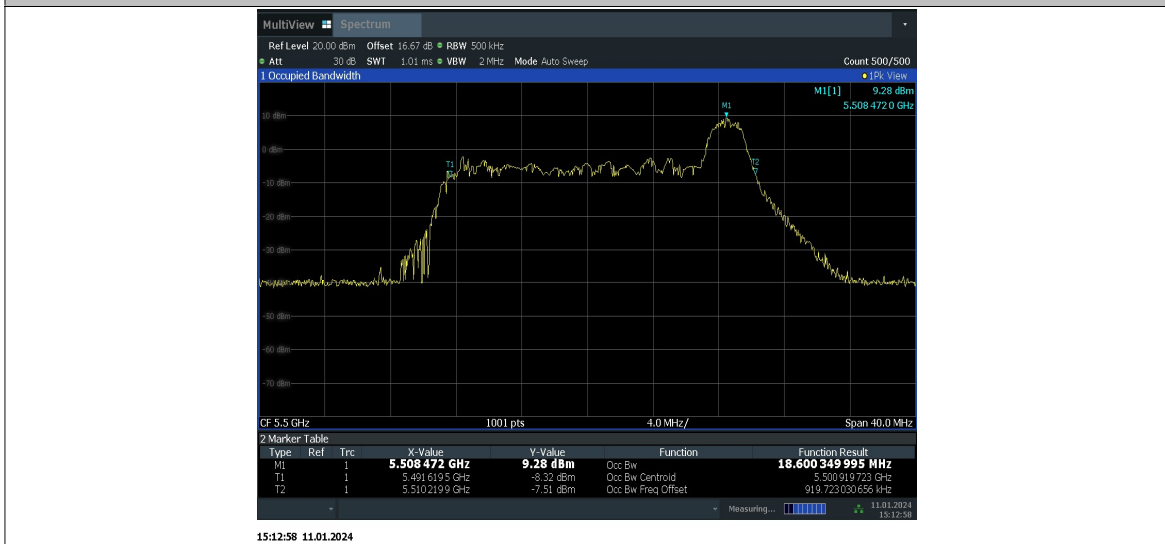 MultiView Spectrum
Ref Level 20.00 dBm Offset 16.67 dB RBW 500 kHz
Att 30 dB SWT 1.01 ms VBW 2 MHz Mode Auto Sweep Count 500/500
1 Occupied Bandwidth 1Pk View
M1[1] 9.28 dBm
5.508 472 0 GHz
M1
10 dBm
0 dBm
T1 T2
-10 dBm
-20 dBm
-30 dBm
-50 dBm
-60 dBm
-70 dBm
CF 5.5 GHz 1001 pts 4.0 MHz/ Span 40.0 MHz
2 Marker Table
Type Ref Trc X-Value Y-Value Function Function Result
M1 1 5.508 472 GHz 9.28 dBm Occ Bw 18.600 349 995 MHz
T1 1 5.491 619 5 GHz -8.32 dBm Occ Bw Centroid 5.500 919 723 GHz
T2 1 5.510 219 9 GHz -7.51 dBm Occ Bw Freq Offset 919.723 030 656 kHz
Measuring... 11.01.2024
15:12:58
15:12:58 11.01.2024